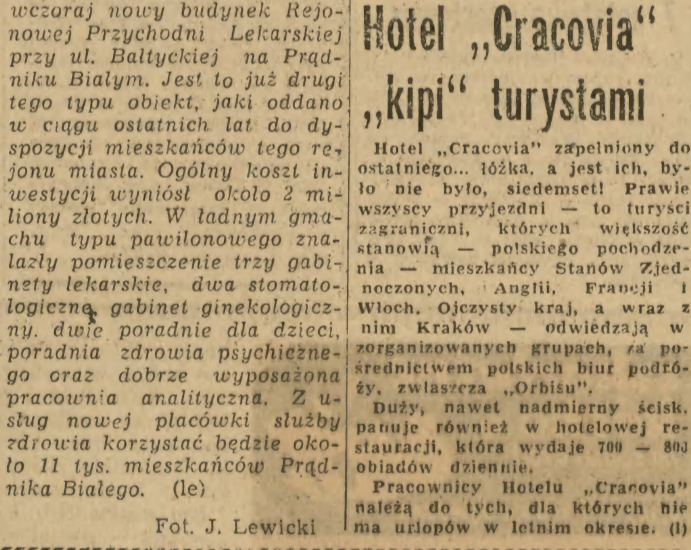 wczoraj nowy budynek Rejo-
nowej Przychodni Lekarskiej
przy ul. Bałtyckiej na Prąd-
niku Białym. Jest to już drugi
tego typu obiekt, jaki oddano
w ciągu ostatnich lat do dy-
spozycji mieszkańców tego re-
jonu miasta. Ogólny koszt in-
westycji wyniósł około 2 mi-
liony złotych. W ładnym gma-
chu typu pawilonowego zna-
lazły pomieszczenie trzy gabi-
nety lekarskie, dwa stomato-
logiczne, gabinet ginekologicz-
ny, dwie poradnie dla dzieci,
poradnia zdrowia psychiczne-
go oraz dobrze wyposażona
pracownia analityczna. Z u-
sług nowej placówki służby
zdrowia korzystać będzie oko-
ło 11 tys. mieszkańców Prąd-
nika Białego. (le)
Fot. J. Lewicki
Hotel „Cracovia"
„kipi" turystami
Hotel „Cracovia" zapełniony do
ostatniego... łóżka, a jest ich, by-
ło nie było, siedemset! Prawie
wszyscy przyjezdni — to turyści
zagraniczni, których większość
stanowią — polskiego pochodze-
nia — mieszkańcy Stanów Zjed-
noczonych, Anglii, Francji i
Włoch. Ojczysty kraj, a wraz z
nim Kraków — odwiedzają w
zorganizowanych grupach, za po-
średnictwem polskich biur podró-
ży, zwłaszcza „Orbisu".
Duży, nawet nadmierny ścisk,
panuje również w hotelowej re-
stauracji, która wydaje 700 — 800
obiadów dziennie.
Pracownicy Hotelu „Cracovia"
należą do tych, dla których nie
ma urlopów w letnim okresie. (l)